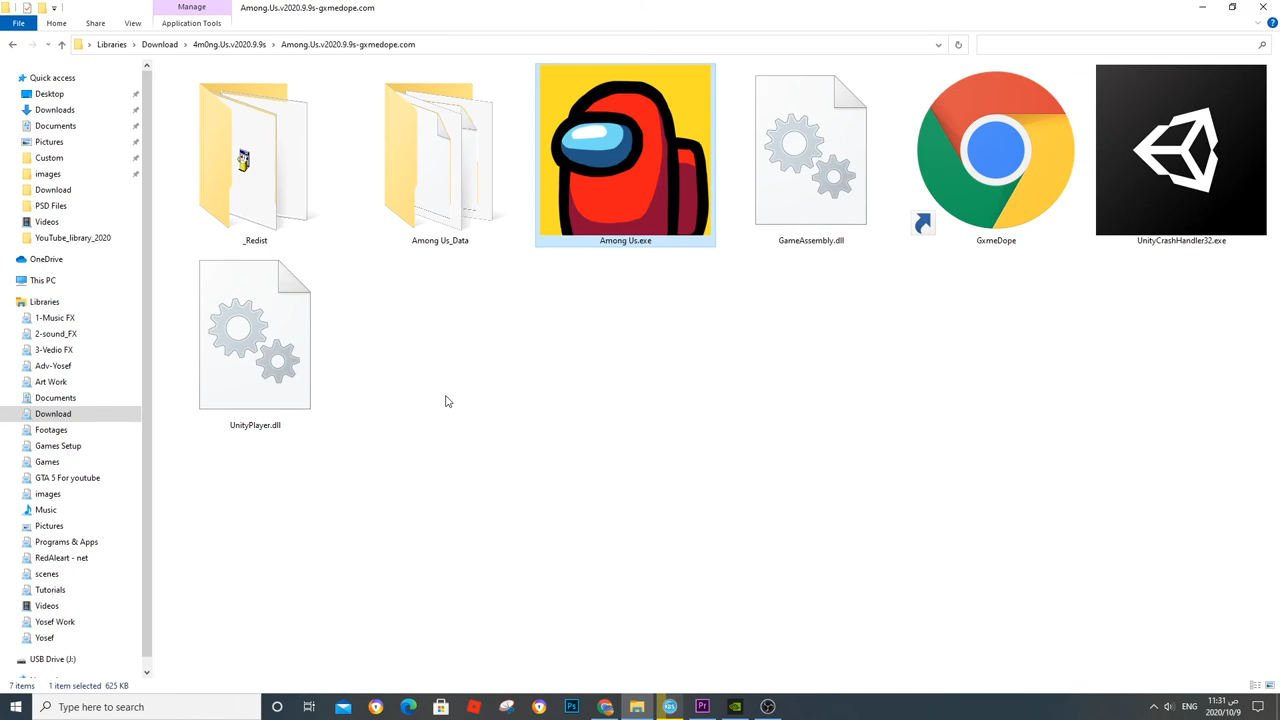 Manage
Among.Us.v2020.9.9s-gxmedope.com
File
Home
Share
View
Application Tools
Libraries
Download
4m0ng.Us.v2020.9.9s
Among.Us.v2020.9.9s-gxmedope.com
Quick access
Desktop
Downloads
Documents
Pictures
Custom
images
Download
PSD Files
Videos
YouTube_library_2020
OneDrive
This PC
Libraries
1-Music FX
2-sound_FX
3-Vedio FX
Adv-Yosef
Art Work
Documents
Download
Footages
Games Setup
Games
GTA 5 For youtube
images
Music
Pictures
Programs & Apps
RedAleart - net
scenes
Tutorials
Videos
Yosef Work
Yosef
USB Drive (J:)
_Redist
Among Us_Data
Among Us.exe
GameAssembly.dll
GxmeDope
UnityCrashHandler32.exe
UnityPlayer.dll
7 items
1 item selected 625 KB
Type here to search
Ps
Pr
11:31 ص
2020/10/9